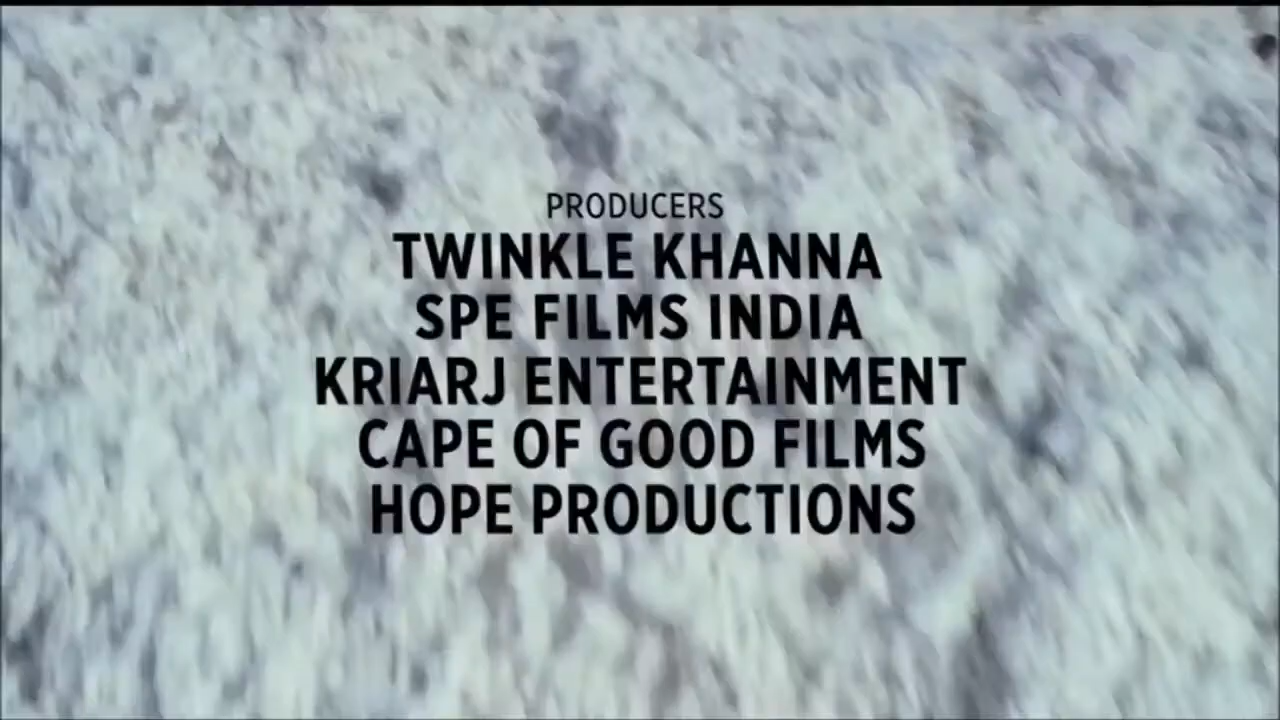 PRODUCERS
TWINKLE KHANNA
SPE FILMS INDIA
KRIARJ ENTERTAINMENT
CAPE OF GOOD FILMS
HOPE PRODUCTIONS